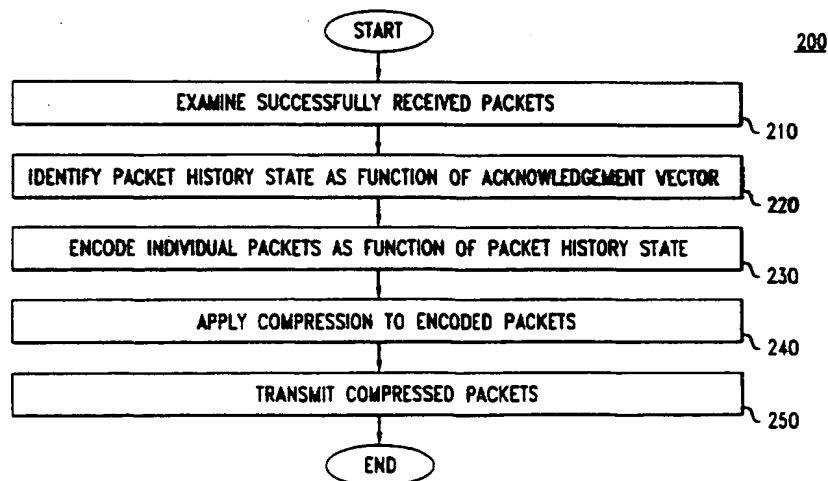 START
200
EXAMINE SUCCESSFULLY RECEIVED PACKETS
210
IDENTIFY PACKET HISTORY STATE AS FUNCTION OF ACKNOWLEDGEMENT VECTOR
220
ENCODE INDIVIDUAL PACKETS AS FUNCTION OF PACKET HISTORY STATE
230
APPLY COMPRESSION TO ENCODED PACKETS
240
TRANSMIT COMPRESSED PACKETS
250
END